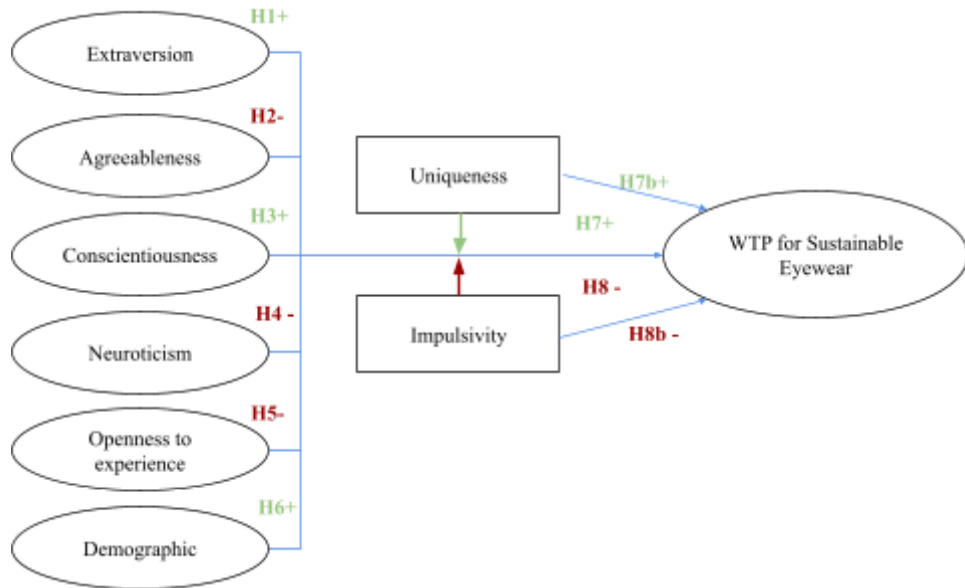 H1+
Extraversion
H2-
Agreeableness
H3+
Conscientiousness
H4 -
Neuroticism
H5-
Openness to
experience
H6+
Demographic
Uniqueness
H7b+
H7+
WTP for Sustainable
Eyewear
H8 -
Impulsivity
H8b -